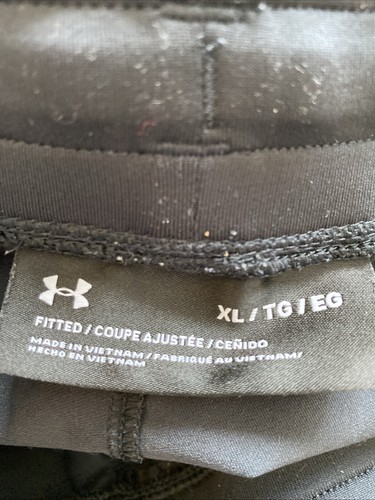 XL / TG / EG
FITTED / COUPE AJUSTÉE / CEÑIDO
MADE IN VIETNAM / FABRIQUÉ AU VIETNAM /
HECHO EN VIETNAM